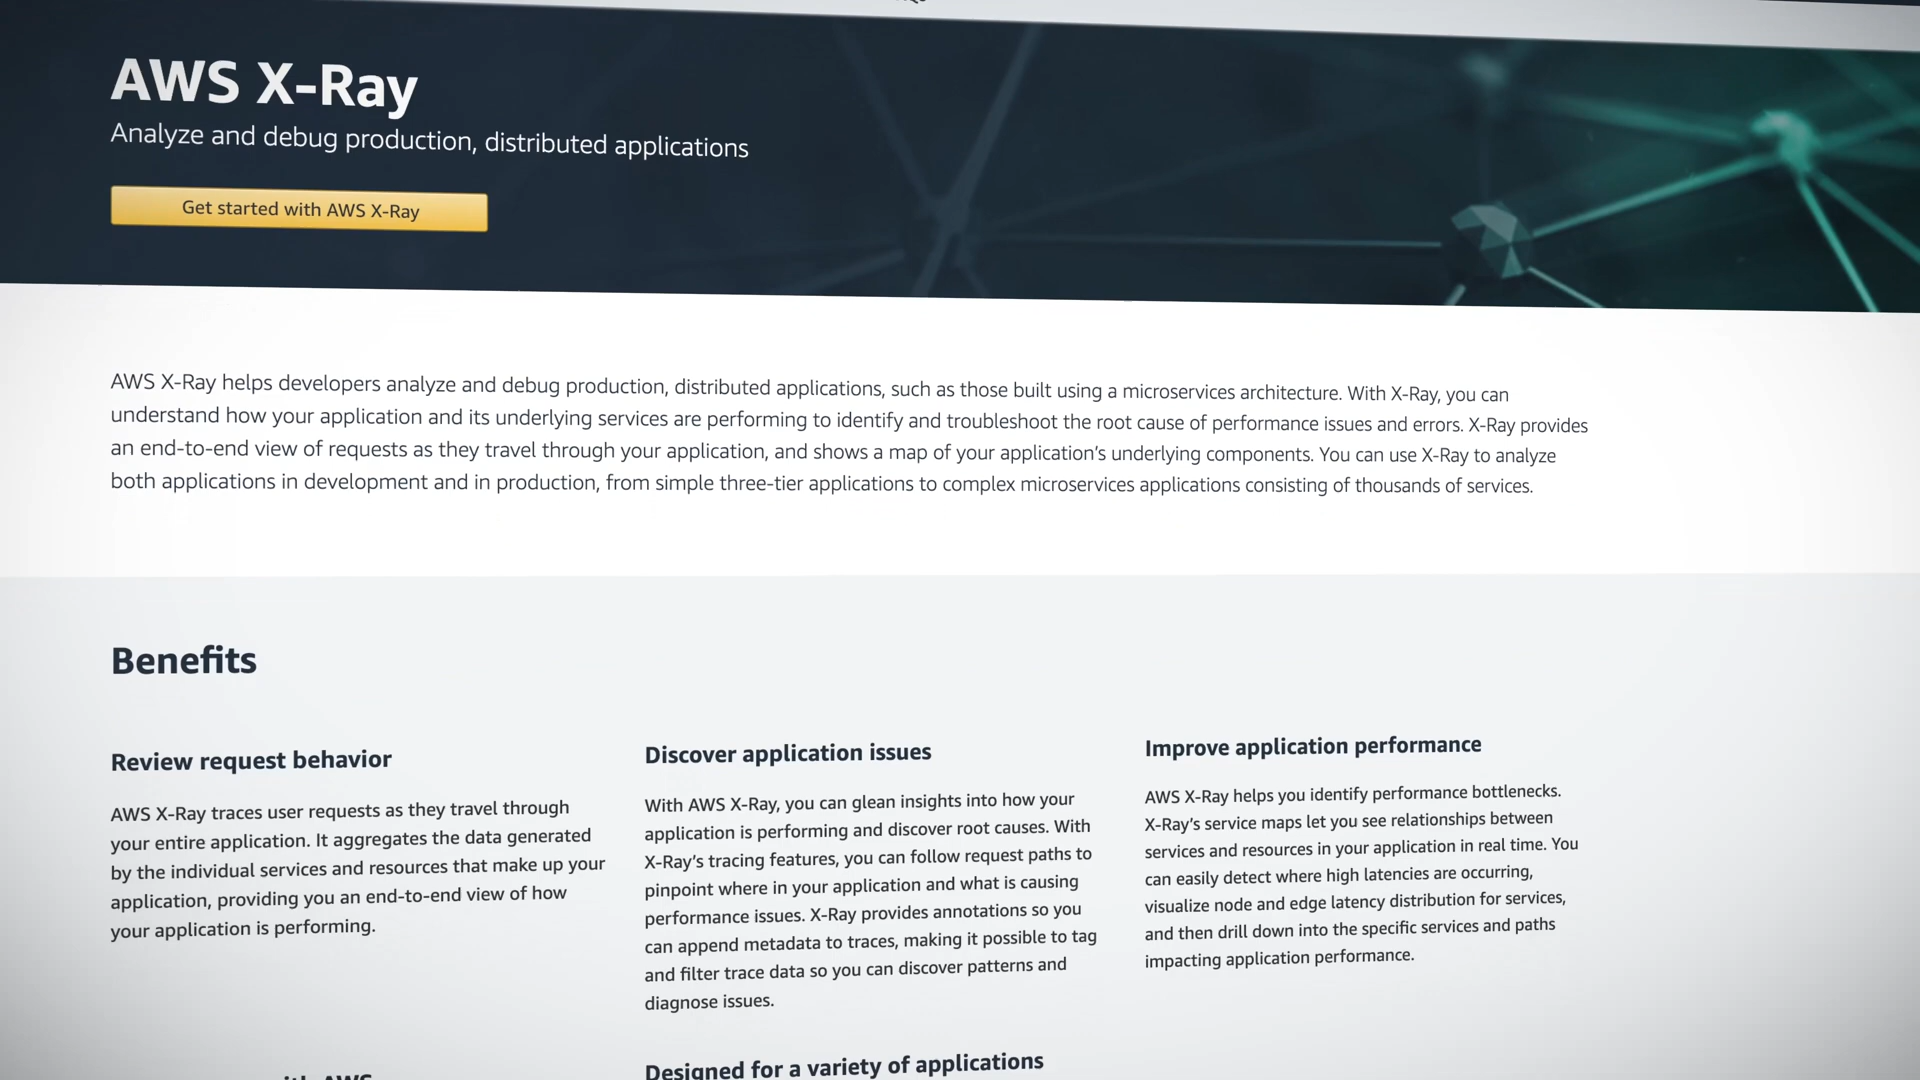 AWS X-Ray
Analyze and debug production, distributed applications
Get started with AWS X-Ray
AWS X-Ray helps developers analyze and debug production, distributed applications, such as those built using a microservices architecture. With X-Ray, you can
understand how your application and its underlying services are performing to identify and troubleshoot the root cause of performance issues and errors. X-Ray provides
an end-to-end view of requests as they travel through your application, and shows a map of your application's underlying components. You can use X-Ray to analyze
both applications in development and in production, from simple three-tier applications to complex microservices applications consisting of thousands of services.
Benefits
Review request behavior
AWS X-Ray traces user requests as they travel through
your entire application. It aggregates the data generated
by the individual services and resources that make up your
application, providing you an end-to-end view of how
your application is performing.
Discover application issues
With AWS X-Ray, you can glean insights into how your
application is performing and discover root causes. With
X-Ray's tracing features, you can follow request paths to
pinpoint where in your application and what is causing
performance issues. X-Ray provides annotations so you
can append metadata to traces, making it possible to tag
and filter trace data so you can discover patterns and
diagnose issues.
Improve application performance
AWS X-Ray helps you identify performance bottlenecks.
X-Ray's service maps let you see relationships between
services and resources in your application in real time. You
can easily detect where high latencies are occurring,
visualize node and edge latency distribution for services,
and then drill down into the specific services and paths
impacting application performance.
with AWS
Designed for a variety of applications